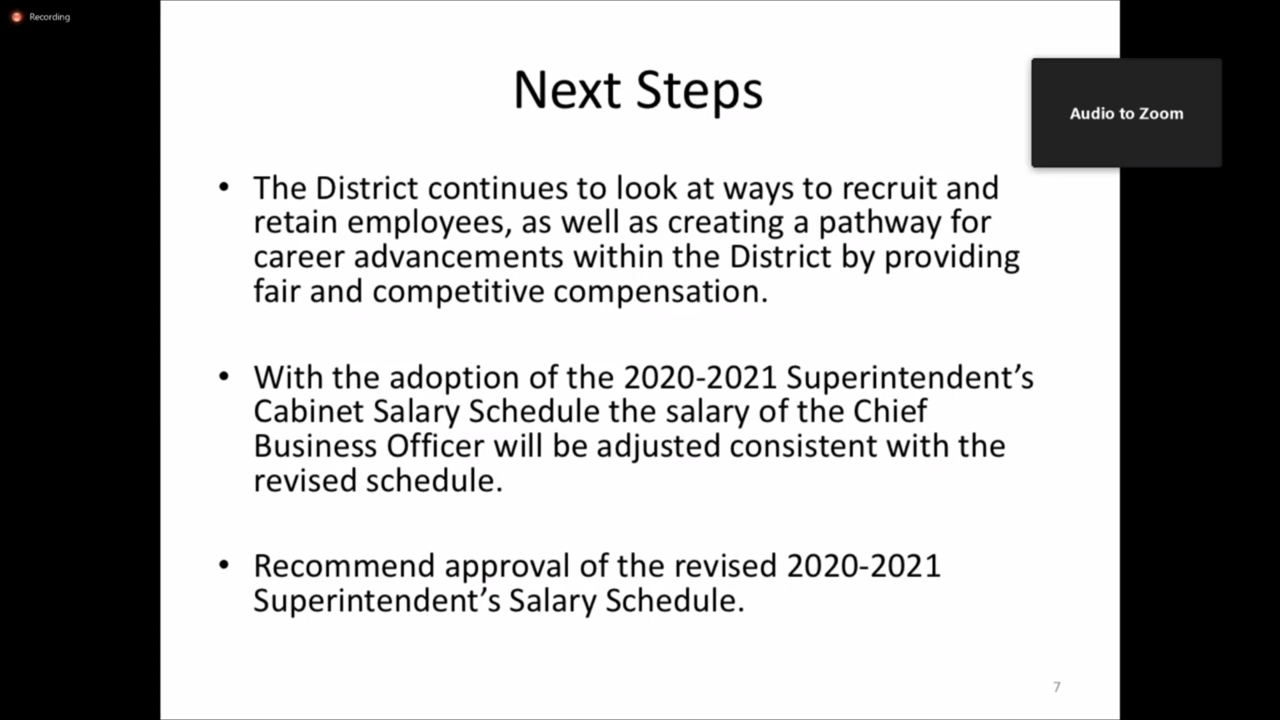 Recording
Next Steps
Audio to Zoom
• The District continues to look at ways to recruit and
retain employees, as well as creating a pathway for
career advancements within the District by providing
fair and competitive compensation.
• With the adoption of the 2020-2021 Superintendent’s
Cabinet Salary Schedule the salary of the Chief
Business Officer will be adjusted consistent with the
revised schedule.
• Recommend approval of the revised 2020-2021
Superintendent’s Salary Schedule.
7